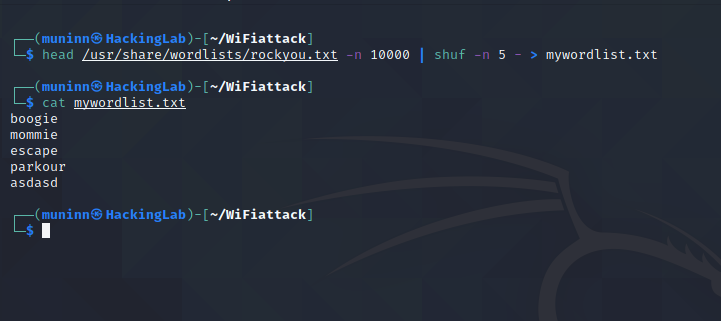 ┌──(muninn㉿HackingLab)-[~/WiFiattack]
└─$ head /usr/share/wordlists/rockyou.txt -n 10000 | shuf -n 5 - > mywordlist.txt
┌──(muninn㉿HackingLab)-[~/WiFiattack]
└─$ cat mywordlist.txt
boogie
mommie
escape
parkour
asdasd
┌──(muninn㉿HackingLab)-[~/WiFiattack]
└─$